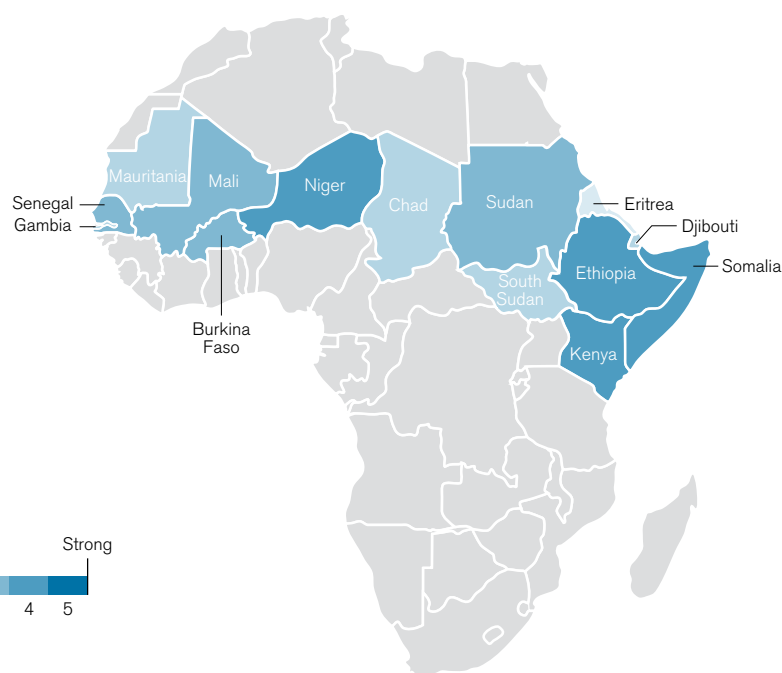 Mauritania
Mali
Niger
Chad
Sudan
Senegal
Gambia
Eritrea
Djibouti
Somalia
Ethiopia
South
Sudan
Burkina
Faso
Kenya
Strong
4 5